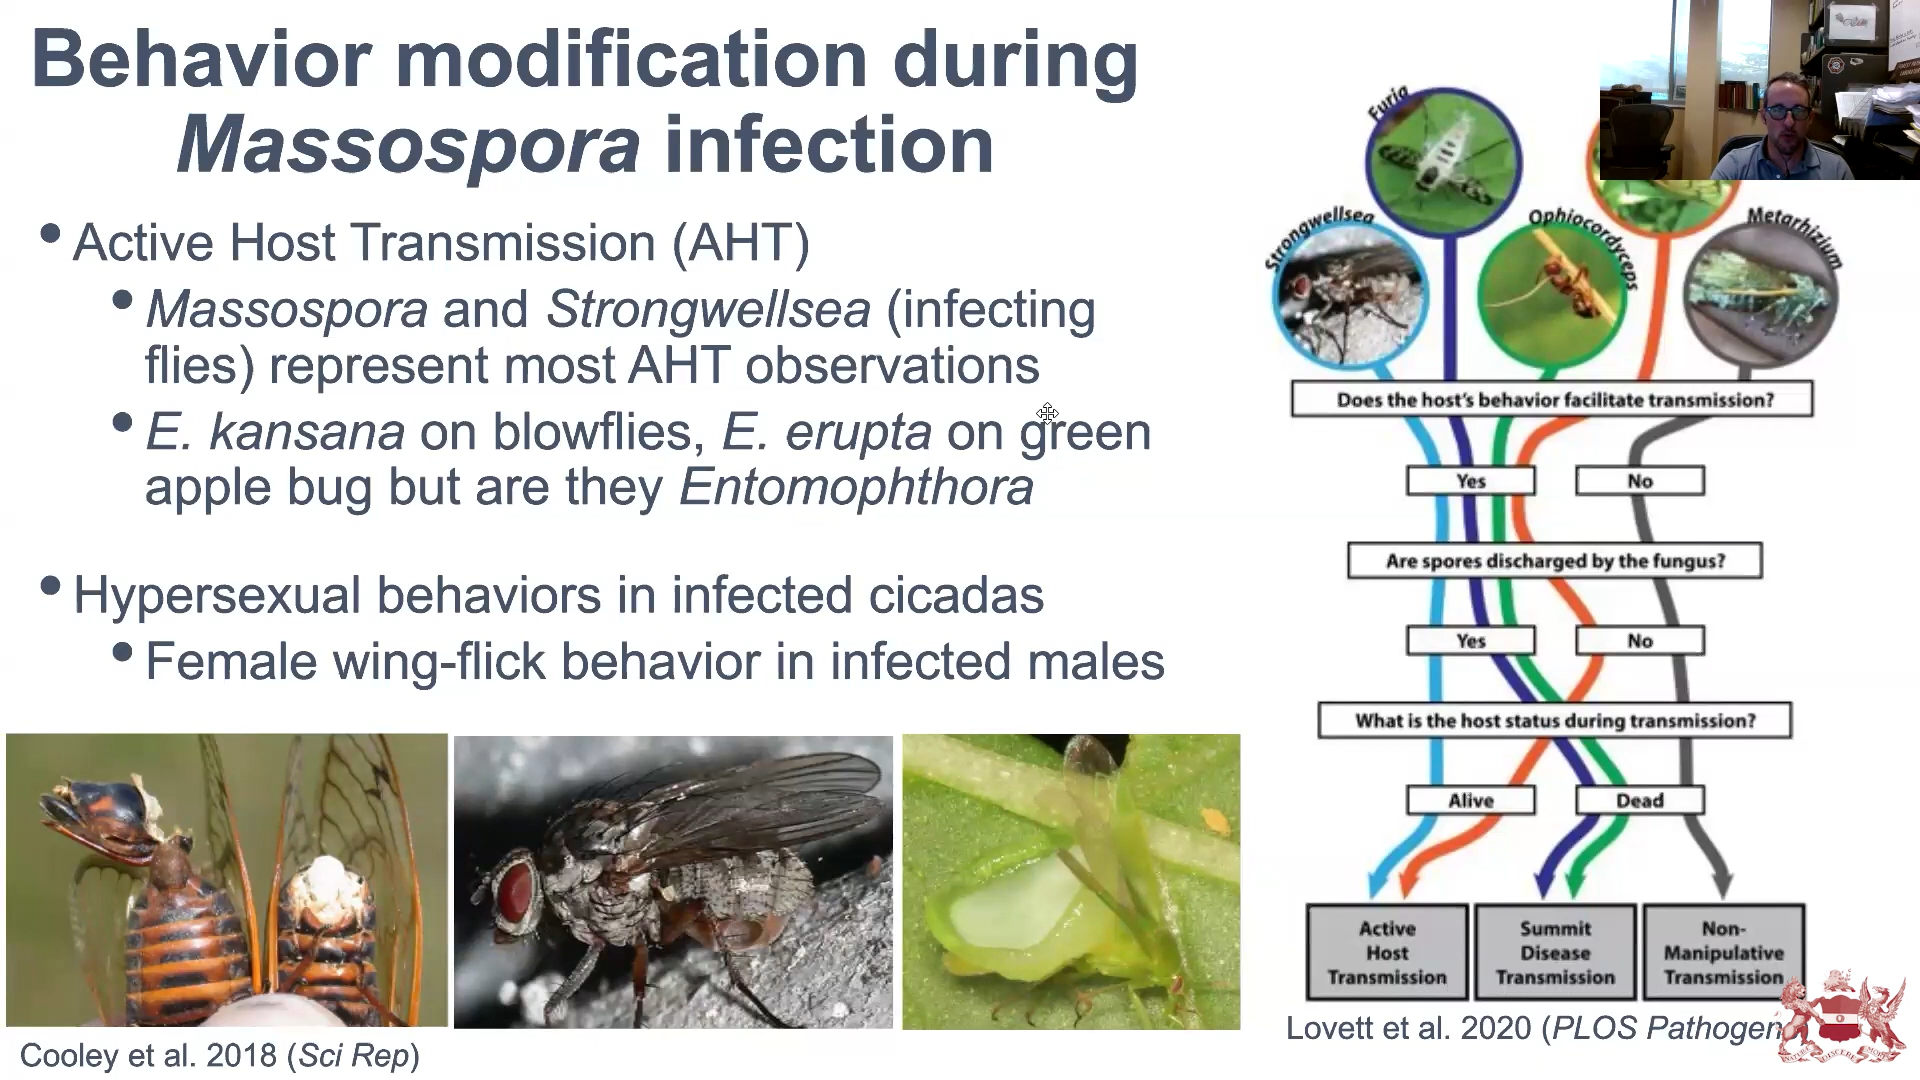 Behavior modification during
Massospora infection
• Active Host Transmission (AHT)
• Massospora and Strongwellsea (infecting
flies) represent most AHT observations
• E. kansana on blowflies, E. erupta on green
apple bug but are they Entomophthora
• Hypersexual behaviors in infected cicadas
• Female wing-flick behavior in infected males
Cooley et al. 2018 (Sci Rep)
Furia
Strongwellsea
Ophiocordyceps
Metarhizium
Does the host's behavior facilitate transmission?
Yes
No
Are spores discharged by the fungus?
Yes
No
What is the host status during transmission?
Alive
Dead
Active
Host
Transmission
Summit
Disease
Transmission
Non-
Manipulative
Transmission
Lovett et al. 2020 (PLOS Pathogen